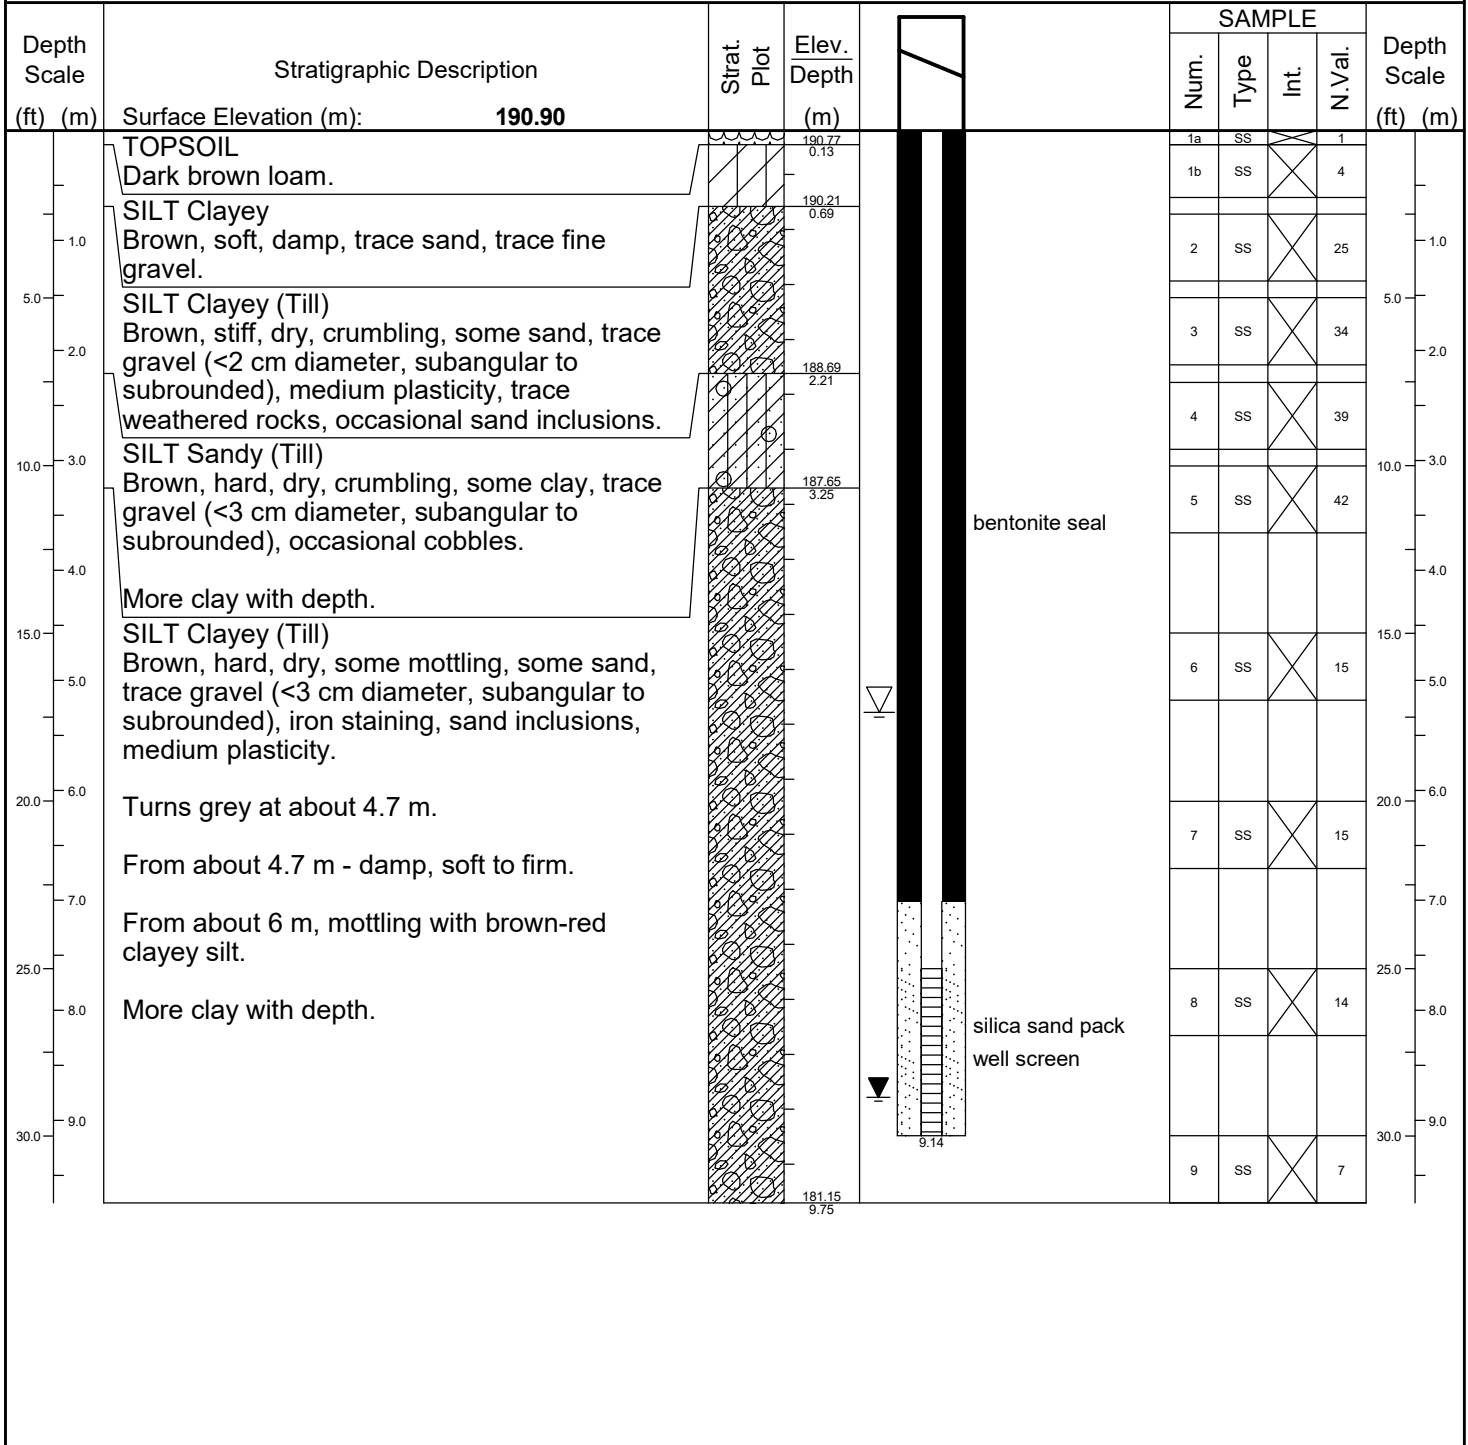 SAMPLE
Depth Scale
(ft) (m)
Stratigraphic Description
Surface Elevation (m): 190.90
Strat. Plot
Elev. Depth
(m)
Num. Type Int. N.Val.
Depth Scale
(ft) (m)
TOPSOIL
Dark brown loam.
SILT Clayey
Brown, soft, damp, trace sand, trace fine
gravel.
SILT Clayey (Till)
Brown, stiff, dry, crumbling, some sand, trace
gravel (<2 cm diameter, subangular to
subrounded), medium plasticity, trace
weathered rocks, occasional sand inclusions.
SILT Sandy (Till)
Brown, hard, dry, crumbling, some clay, trace
gravel (<3 cm diameter, subangular to
subrounded), occasional cobbles.
More clay with depth.
SILT Clayey (Till)
Brown, hard, dry, some mottling, some sand,
trace gravel (<3 cm diameter, subangular to
subrounded), iron staining, sand inclusions,
medium plasticity.
Turns grey at about 4.7 m.
From about 4.7 m - damp, soft to firm.
From about 6 m, mottling with brown-red
clayey silt.
More clay with depth.
1.0
5.0
2.0
10.0
3.0
4.0
15.0
5.0
20.0
6.0
7.0
25.0
8.0
30.0
9.0
190.77
0.13
190.21
0.69
188.69
2.21
187.65
3.25
181.15
9.75
bentonite seal
silica sand pack
well screen
9.14
1a SS 1
1b SS 4
2 SS 25
3 SS 34
4 SS 39
5 SS 42
6 SS 15
7 SS 15
8 SS 14
9 SS 7
1.0
5.0
2.0
10.0
3.0
4.0
15.0
5.0
20.0
6.0
7.0
25.0
8.0
30.0
9.0